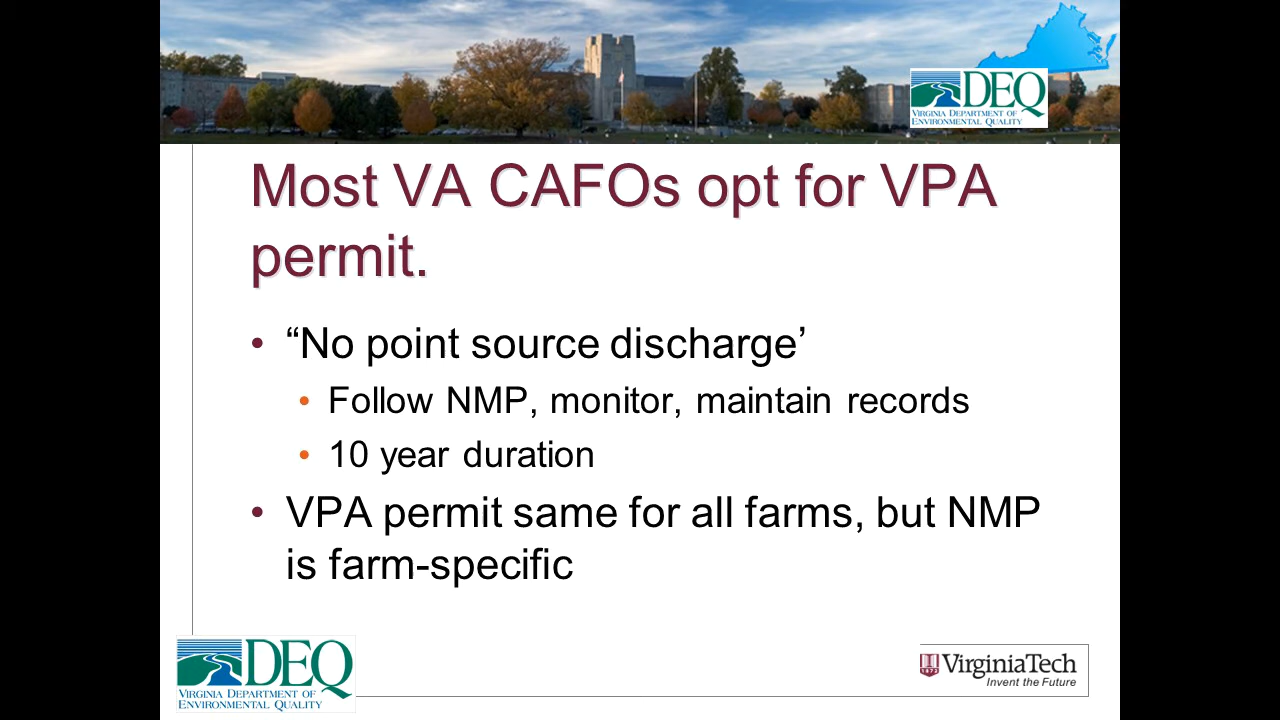 DEQ
VIRGINIA DEPARTMENT OF
ENVIRONMENTAL QUALITY
Most VA CAFOs opt for VPA
permit.
• “No point source discharge’
• Follow NMP, monitor, maintain records
• 10 year duration
• VPA permit same for all farms, but NMP
is farm-specific
DEQ
VIRGINIA DEPARTMENT OF
ENVIRONMENTAL QUALITY
1872
VirginiaTech
Invent the Future